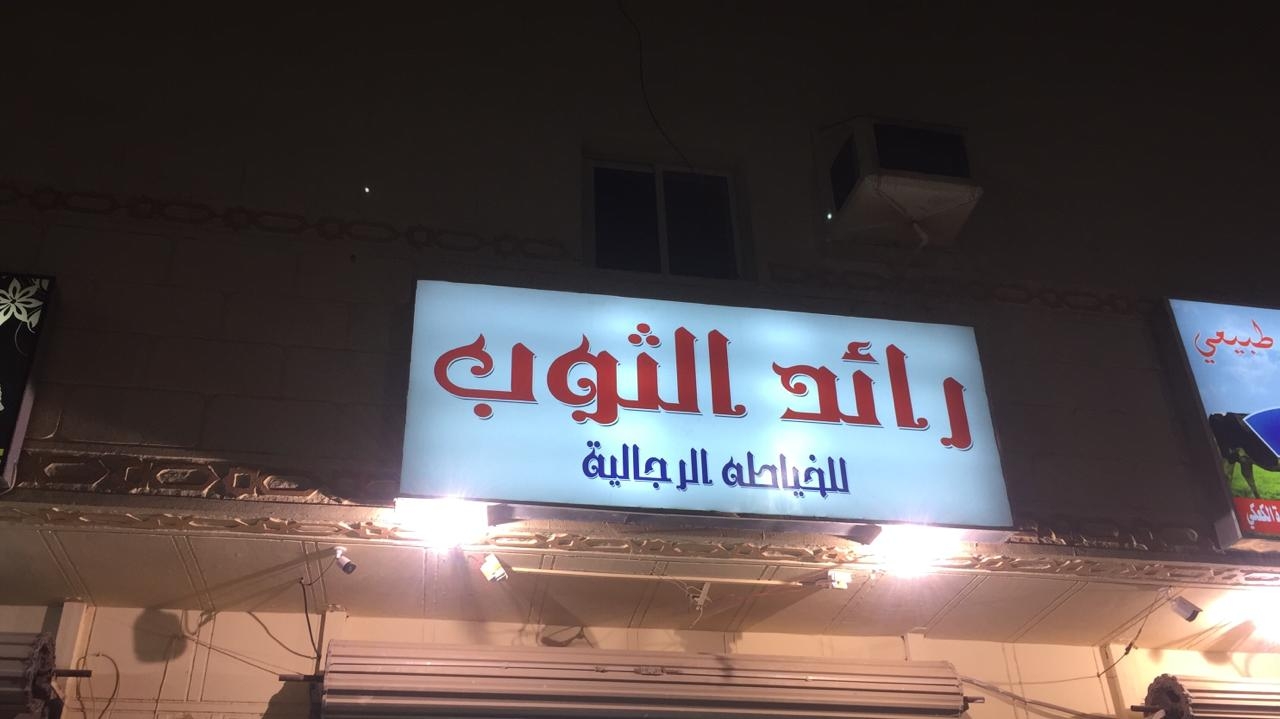 رائد الثوب
للخياطه الرجالية
طبيعي